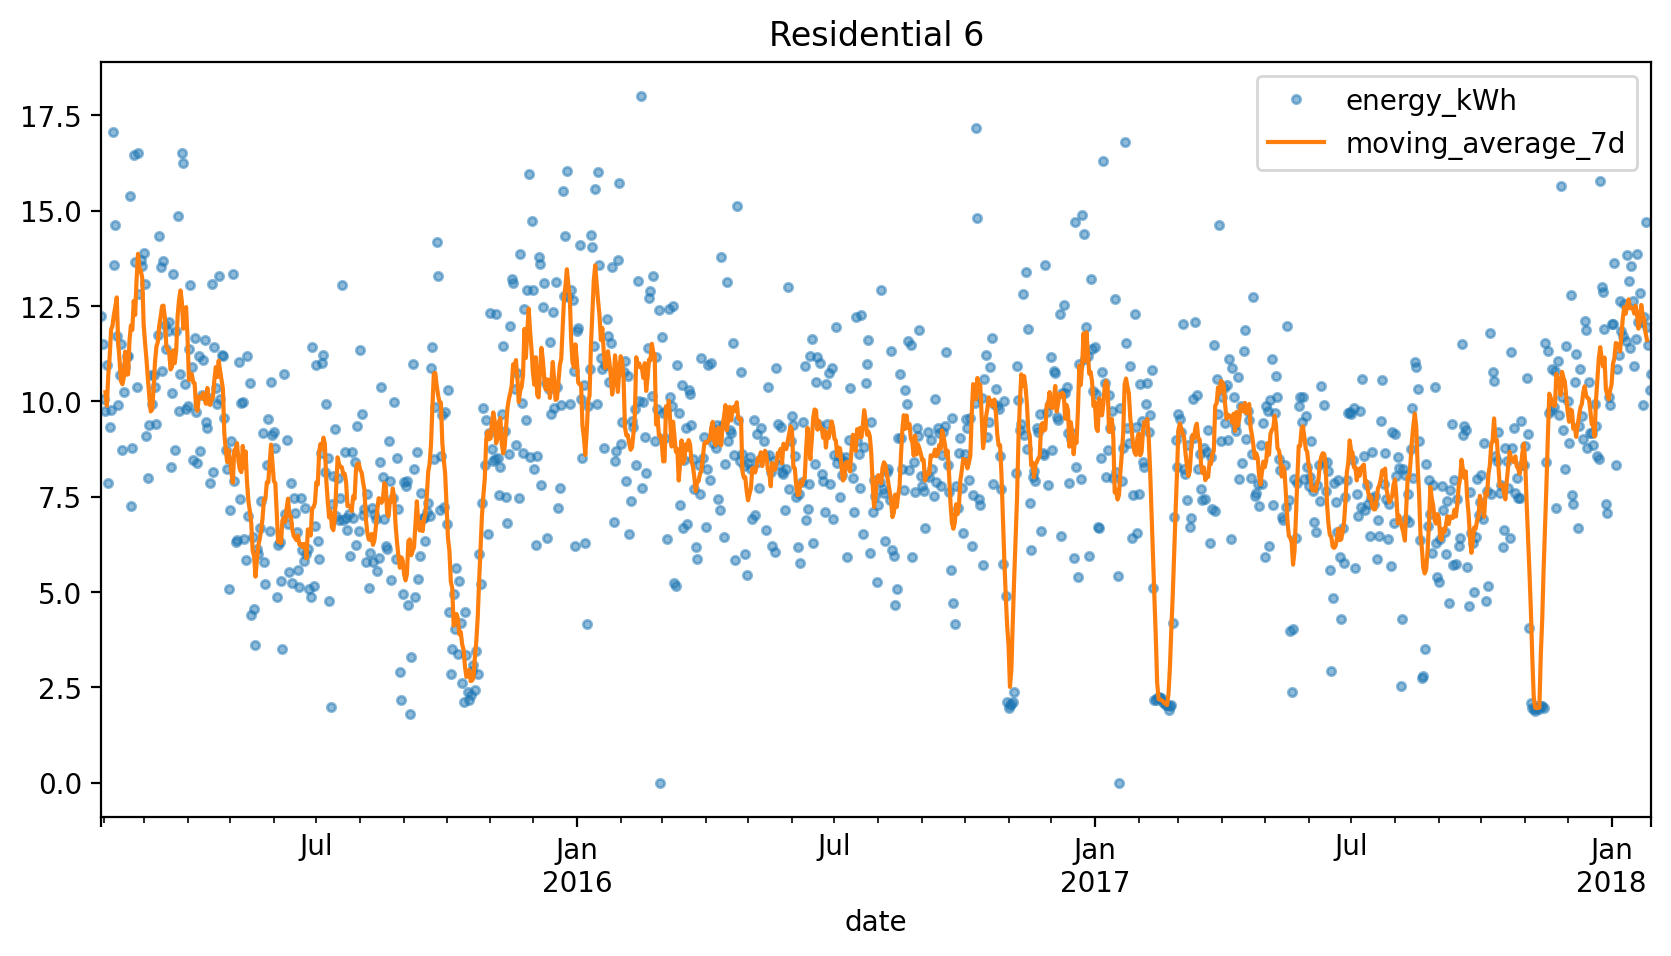 Residential 6
energy_kWh
moving_average_7d
17.5
15.0
12.5
10.0
7.5
5.0
2.5
0.0
Jul
Jan
2016
Jul
Jan
2017
Jul
Jan
2018
date